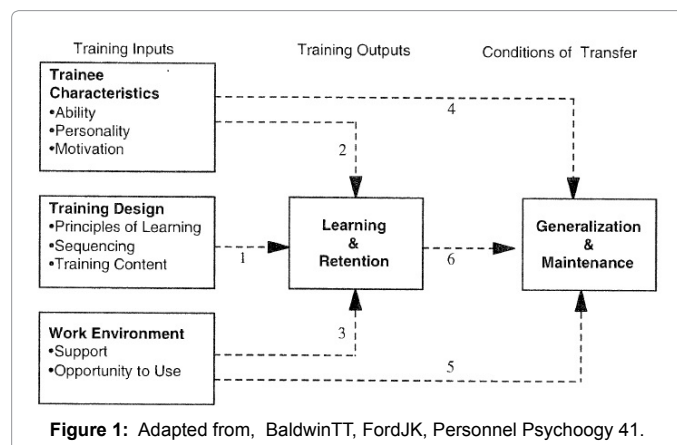 Training Inputs
Training Outputs
Conditions of Transfer
Trainee
Characteristics
•Ability
•Personality
•Motivation
4
2
Training Design
•Principles of Learning
•Sequencing
•Training Content
1
Learning
&
Retention
6
Generalization
&
Maintenance
Work Environment
•Support
•Opportunity to Use
3
5
Figure 1: Adapted from, BaldwinTT, FordJK, Personnel Psychoogy 41.